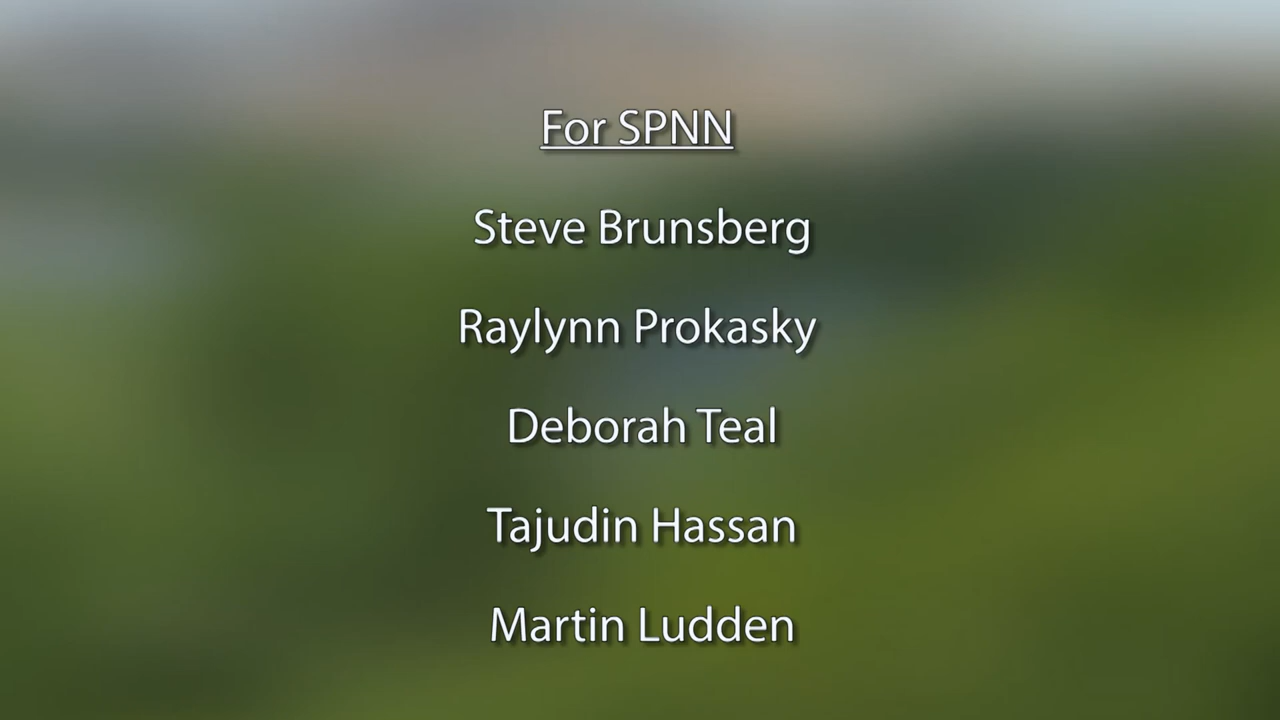 For SPNN
Steve Brunsberg
Raylynn Prokasky
Deborah Teal
Tajudin Hassan
Martin Ludden